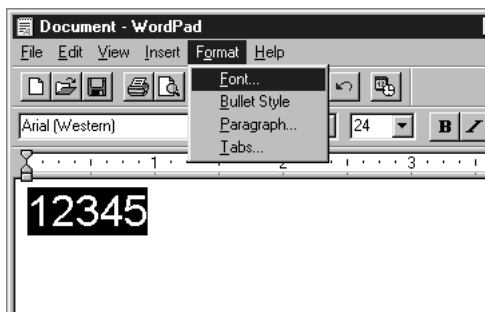 Document - WordPad
File Edit View Insert Format Help
Font...
Bullet Style
Arial (Western) Paragraph... 24 B I
Tabs...
1 2 3
12345